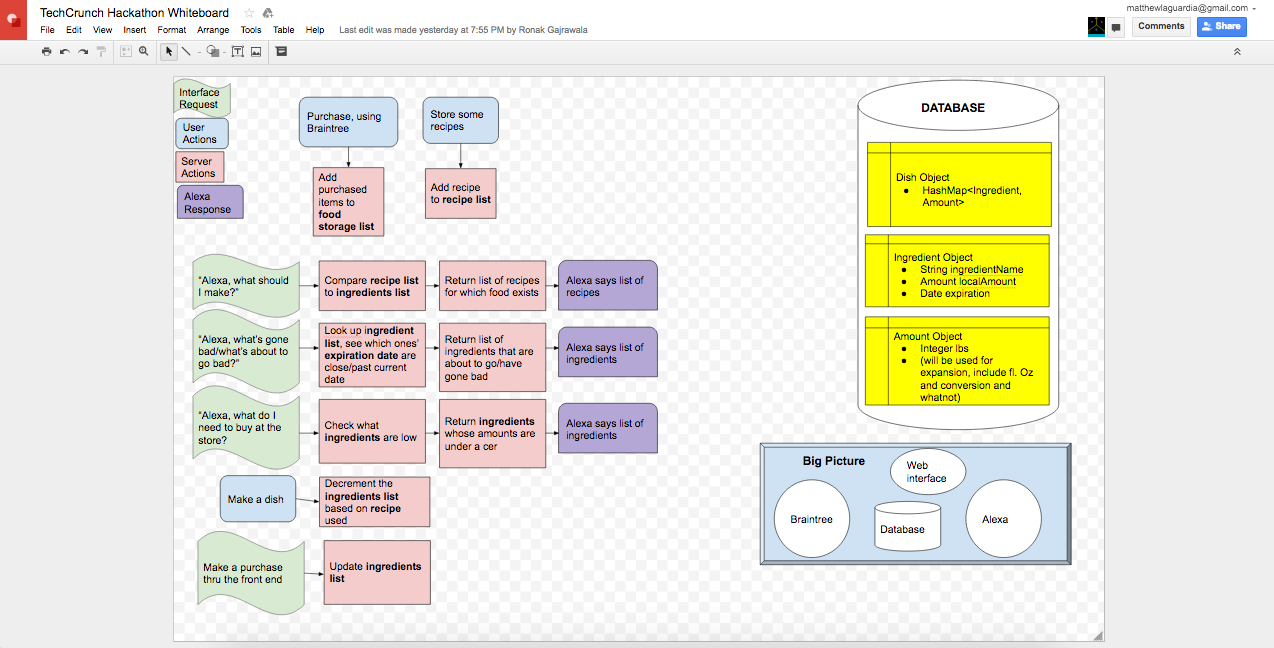 TechCrunch Hackathon Whiteboard
matthewlaguardia@gmail.com
File Edit View Insert Format Arrange Tools Table Help Last edit was made yesterday at 7:55 PM by Ronak Gajrawala
Comments
Share
Interface
Request
User
Actions
Server
Actions
Alexa
Response
Purchase, using
Braintree
Store some
recipes
Add
purchased
items to
food
storage list
Add recipe
to recipe list
"Alexa, what should
I make?"
Compare recipe list
to ingredients list
Return list of recipes
for which food exists
Alexa says list of
recipes
"Alexa, what's gone
bad/what's about to
go bad?"
Look up ingredient
list, see which ones'
expiration date are
close/past current
date
Return list of
ingredients that are
about to go/have
gone bad
Alexa says list of
ingredients
"Alexa, what do I
need to buy at the
store?
Check what
ingredients are low
Return ingredients
whose amounts are
under a cer
Alexa says list of
ingredients
Make a dish
Decrement the
ingredients list
based on recipe
used
Make a purchase
thru the front end
Update ingredients
list
DATABASE
Dish Object
● HashMap<Ingredient,
Amount>
Ingredient Object
● String ingredientName
● Amount localAmount
● Date expiration
Amount Object
● Integer lbs
● (will be used for
expansion, include fl. Oz
and conversion and
whatnot)
Big Picture
Web
interface
Braintree
Database
Alexa